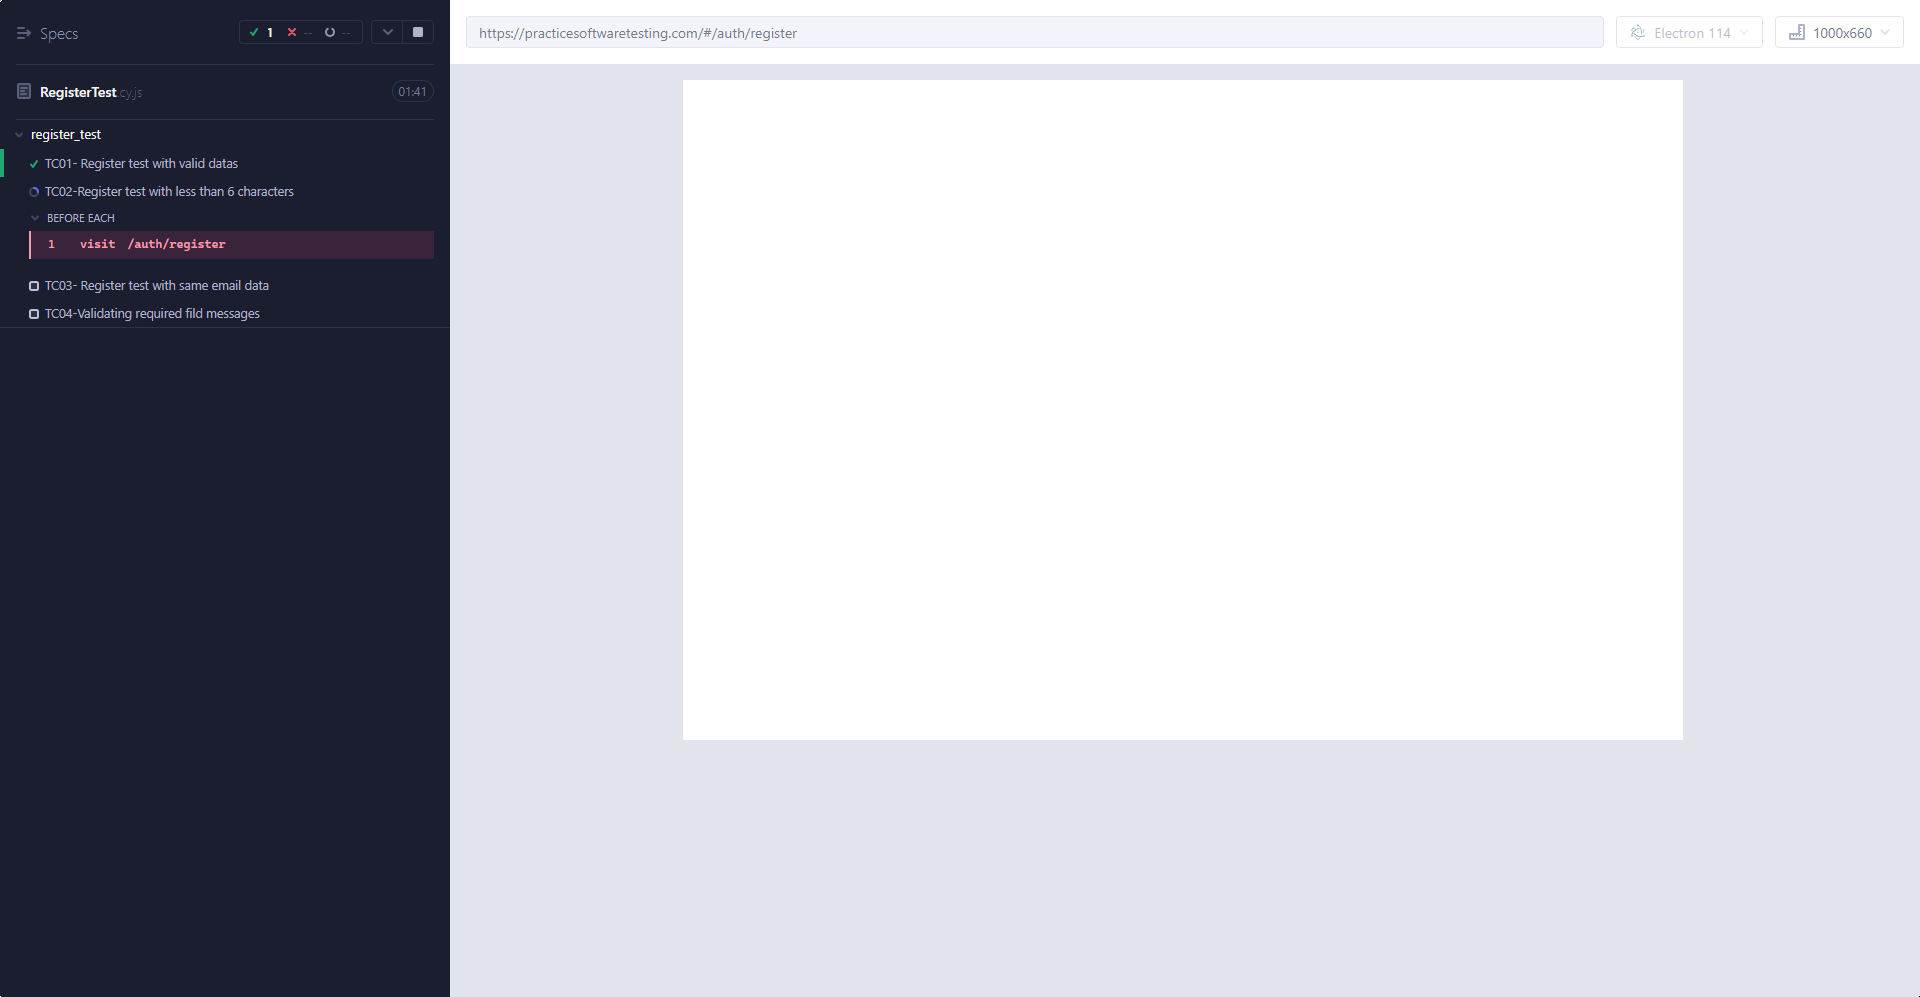 Specs
1 -- --
https://practicesoftwaretesting.com/#/auth/register
Electron 114
1000x660
RegisterTest.cy.js
01:41
register_test
TC01- Register test with valid datas
TC02-Register test with less than 6 characters
BEFORE EACH
1 visit /auth/register
TC03- Register test with same email data
TC04-Validating required fild messages